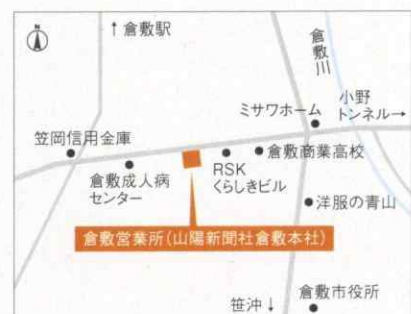 ↑倉敷駅
倉敷川
ミサワホーム
小野
トンネル→
笠岡信用金庫
倉敷成人病
センター
RSK
くらしきビル
倉敷商業高校
洋服の青山
倉敷営業所(山陽新聞社倉敷本社)
倉敷市役所
笹沖↓